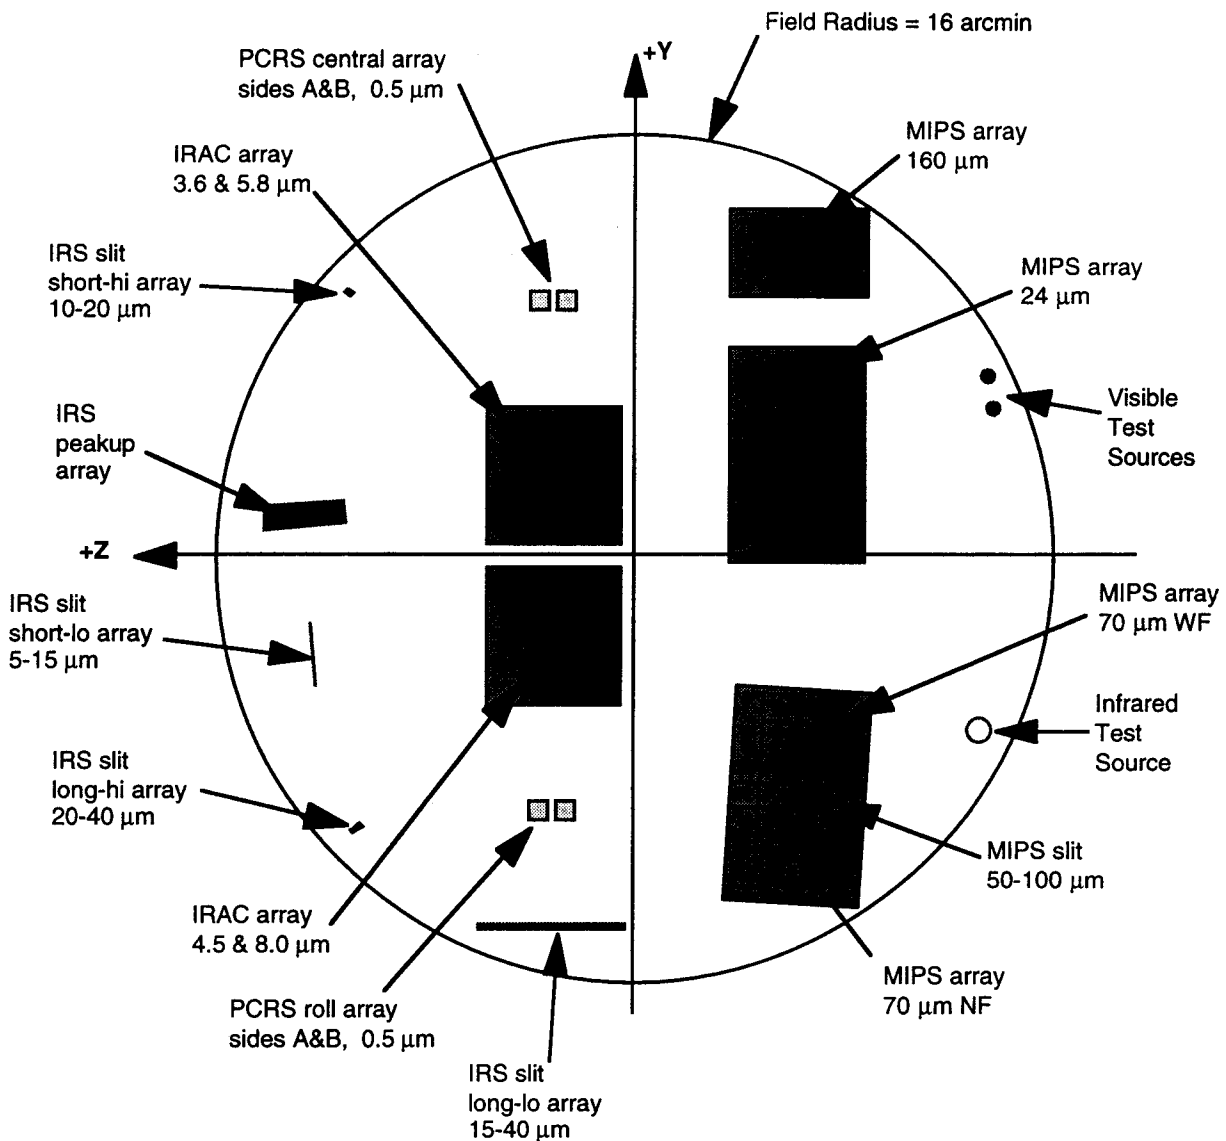 Field Radius = 16 arcmin
+Y
PCRS central array
sides A&B, 0.5 µm
MIPS array
160 µm
IRAC array
3.6 & 5.8 µm
IRS slit
short-hi array
10-20 µm
MIPS array
24 µm
Visible
Test
Sources
IRS
peakup
array
+Z
IRS slit
short-lo array
5-15 µm
MIPS array
70 µm WF
Infrared
Test
Source
IRS slit
long-hi array
20-40 µm
MIPS slit
50-100 µm
IRAC array
4.5 & 8.0 µm
MIPS array
70 µm NF
PCRS roll array
sides A&B, 0.5 µm
IRS slit
long-lo array
15-40 µm